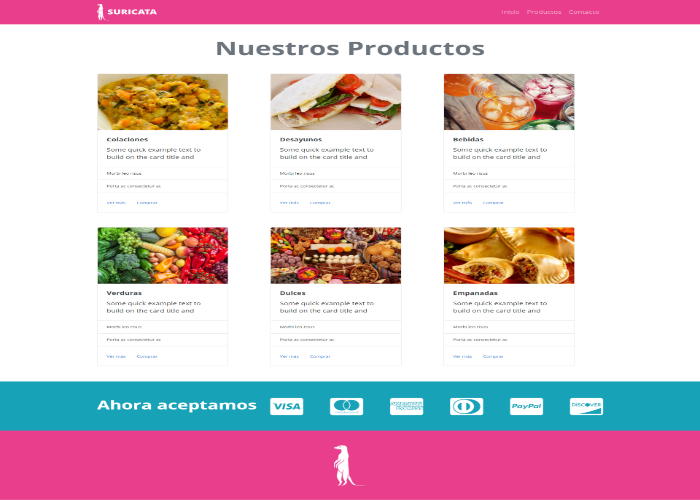 SURICATA
Inicio Productos Contacto
Nuestros Productos
Colaciones
Some quick example text to
build on the card title and
Morbi leo risus
Porta ac consectetur ac
Ver más Comprar
Desayunos
Some quick example text to
build on the card title and
Morbi leo risus
Porta ac consectetur ac
Ver más Comprar
Bebidas
Some quick example text to
build on the card title and
Morbi leo risus
Porta ac consectetur ac
Ver más Comprar
Verduras
Some quick example text to
build on the card title and
Morbi leo risus
Porta ac consectetur ac
Ver más Comprar
Dulces
Some quick example text to
build on the card title and
Morbi leo risus
Porta ac consectetur ac
Ver más Comprar
Empanadas
Some quick example text to
build on the card title and
Morbi leo risus
Porta ac consectetur ac
Ver más Comprar
Ahora aceptamos VISA PayPal DISCOVER